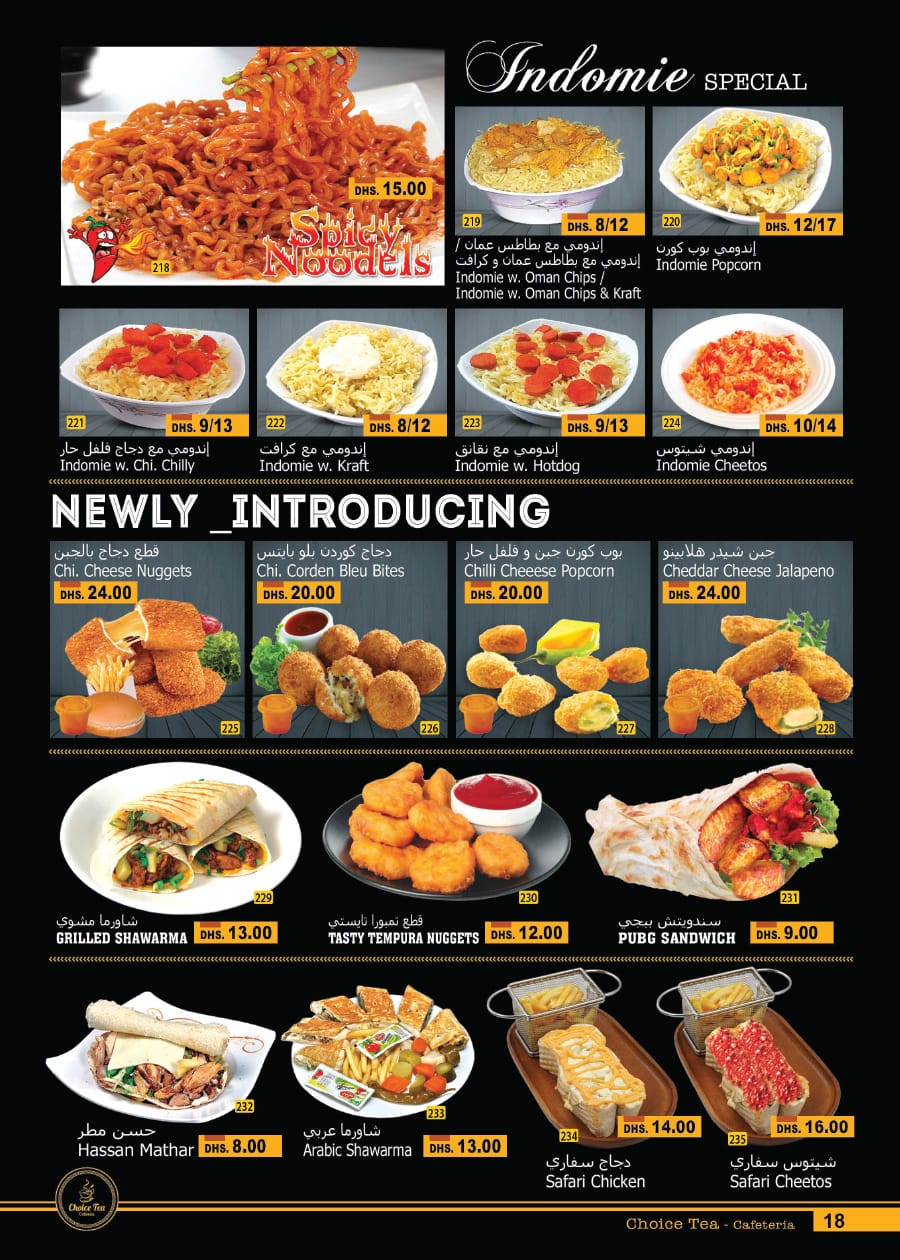 Indomie SPECIAL
DHS. 15.00
Spicy
Noodels
218
219
DHS. 8/12
إندومي مع بطاطس عمان /
إندومي مع بطاطس عمان و كرافت
Indomie w. Oman Chips /
Indomie w. Oman Chips & Kraft
220
DHS. 12/17
إندومي بوب كورن
Indomie Popcorn
221
DHS. 9/13
إندومي مع دجاج فلفل حار
Indomie w. Chi. Chilly
222
DHS. 8/12
إندومي مع كرافت
Indomie w. Kraft
223
DHS. 9/13
إندومي مع نقانق
Indomie w. Hotdog
224
DHS. 10/14
إندومي شيتوس
Indomie Cheetos
NEWLY _INTRODUCING
قطع دجاج بالجبن
Chi. Cheese Nuggets
DHS. 24.00
225
دجاج كوردن بلو بايتس
Chi. Corden Bleu Bites
DHS. 20.00
226
بوب كورن جبن و فلفل حار
Chilli Cheeese Popcorn
DHS. 20.00
227
جبن شيدر هلابينو
Cheddar Cheese Jalapeno
DHS. 24.00
228
229
شاورما مشوي
GRILLED SHAWARMA
DHS. 13.00
230
قطع تمبورا تايستي
TASTY TEMPURA NUGGETS
DHS. 12.00
231
سندويتش ببجي
PUBG SANDWICH
DHS. 9.00
232
حسن مطر
Hassan Mathar
DHS. 8.00
233
شاورما عربي
Arabic Shawarma
DHS. 13.00
234
DHS. 14.00
دجاج سفاري
Safari Chicken
235
DHS. 16.00
شيتوس سفاري
Safari Cheetos
Choice Tea
Cafeteria
Choice Tea - Cafeteria
18